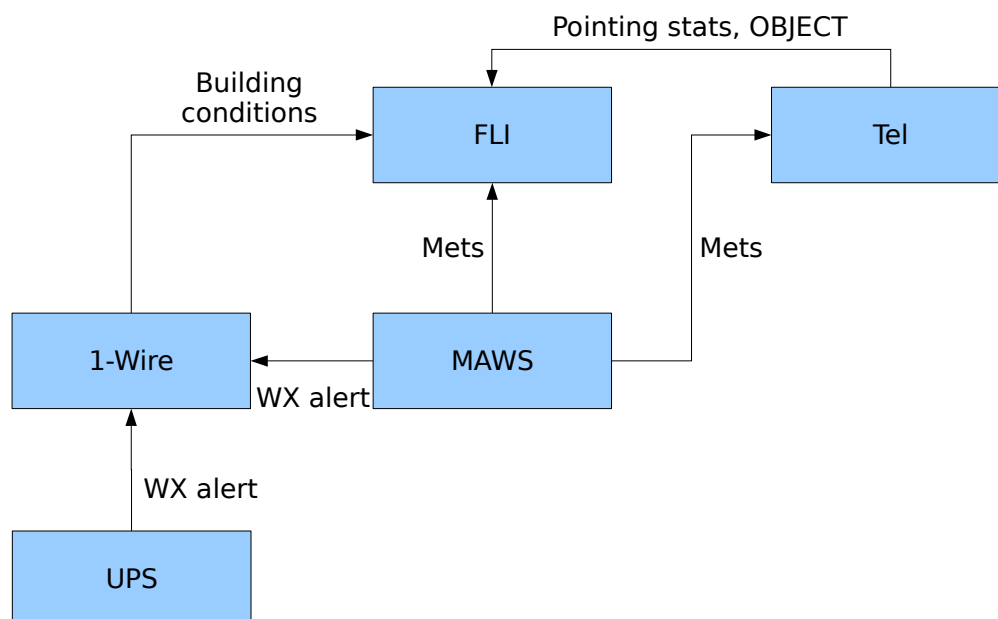 Pointing stats, OBJECT
Building
conditions
FLI
Tel
Mets
Mets
1-Wire
MAWS
WX alert
WX alert
UPS